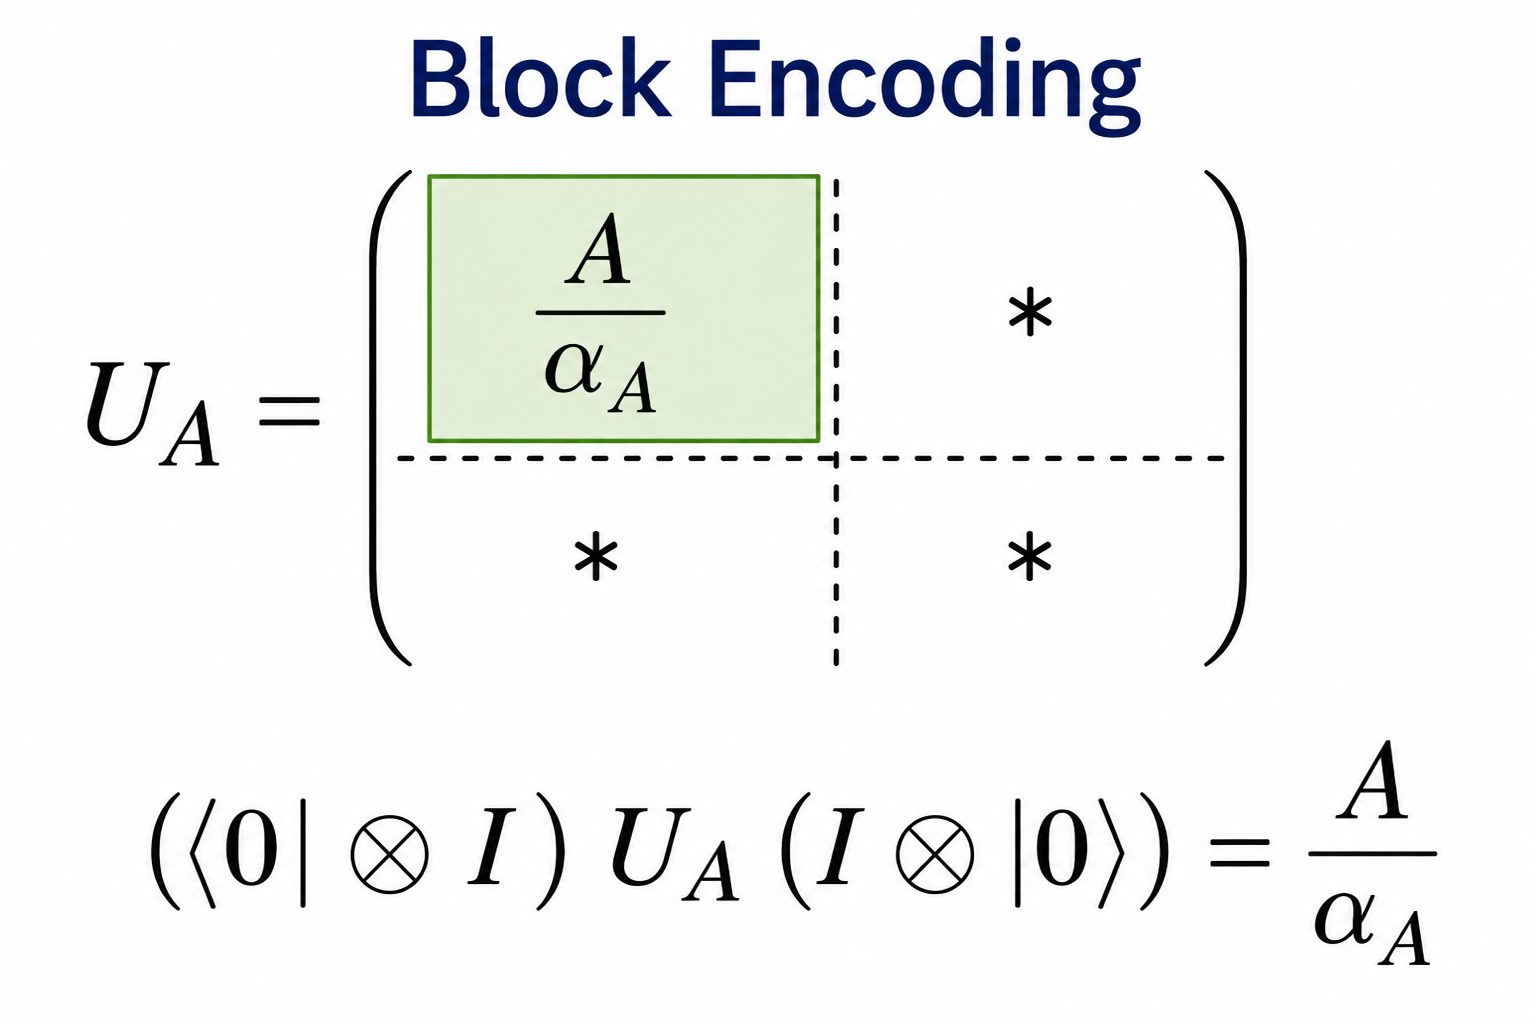 Block Encoding
U_A = ( A/α_A * * * )
(⟨0| ⊗ I) U_A (I ⊗ |0⟩) = A/α_A